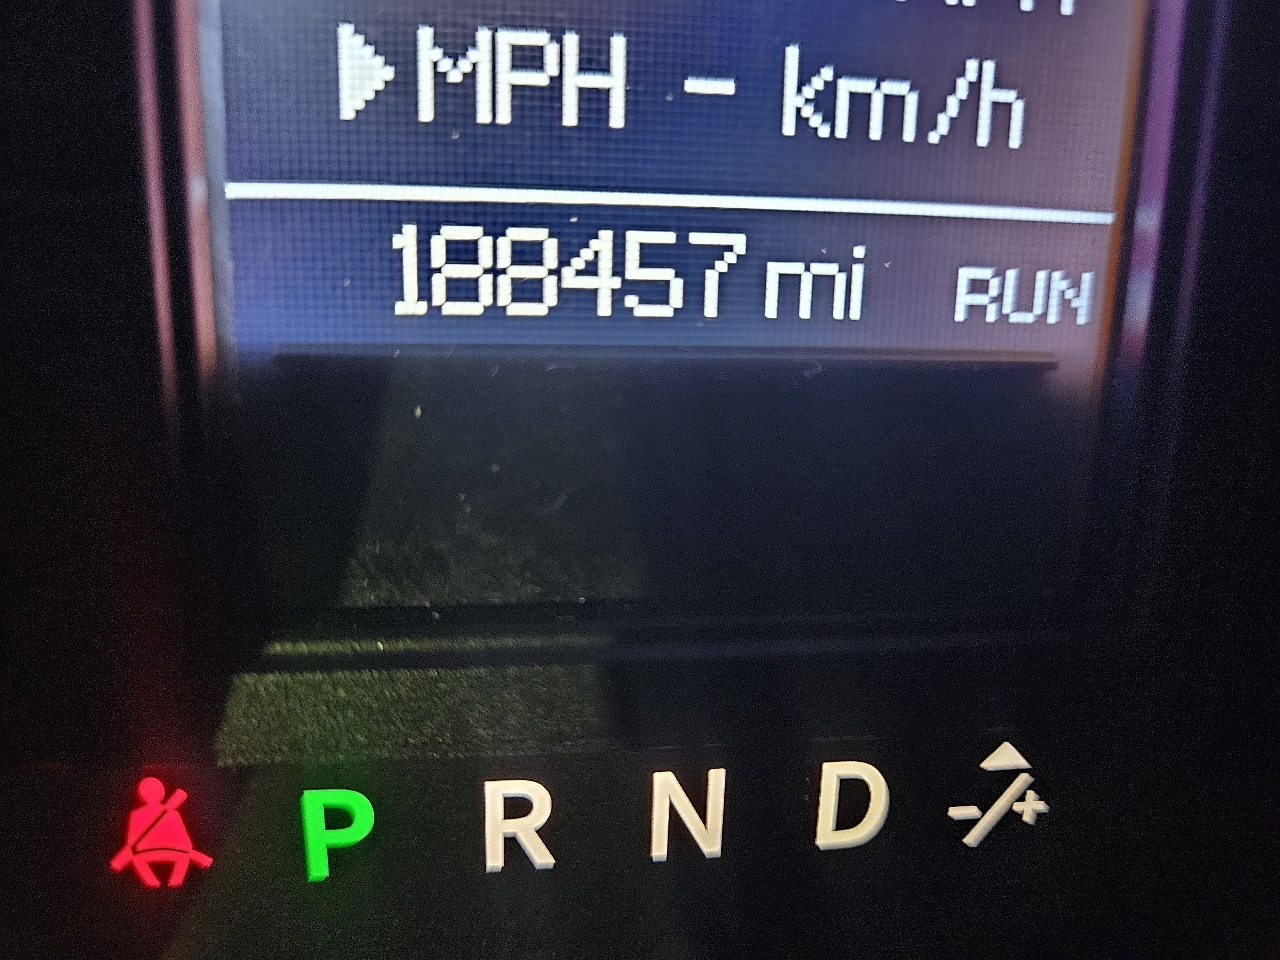 MPH - km/h
188457 mi RUN
P R N D -/+